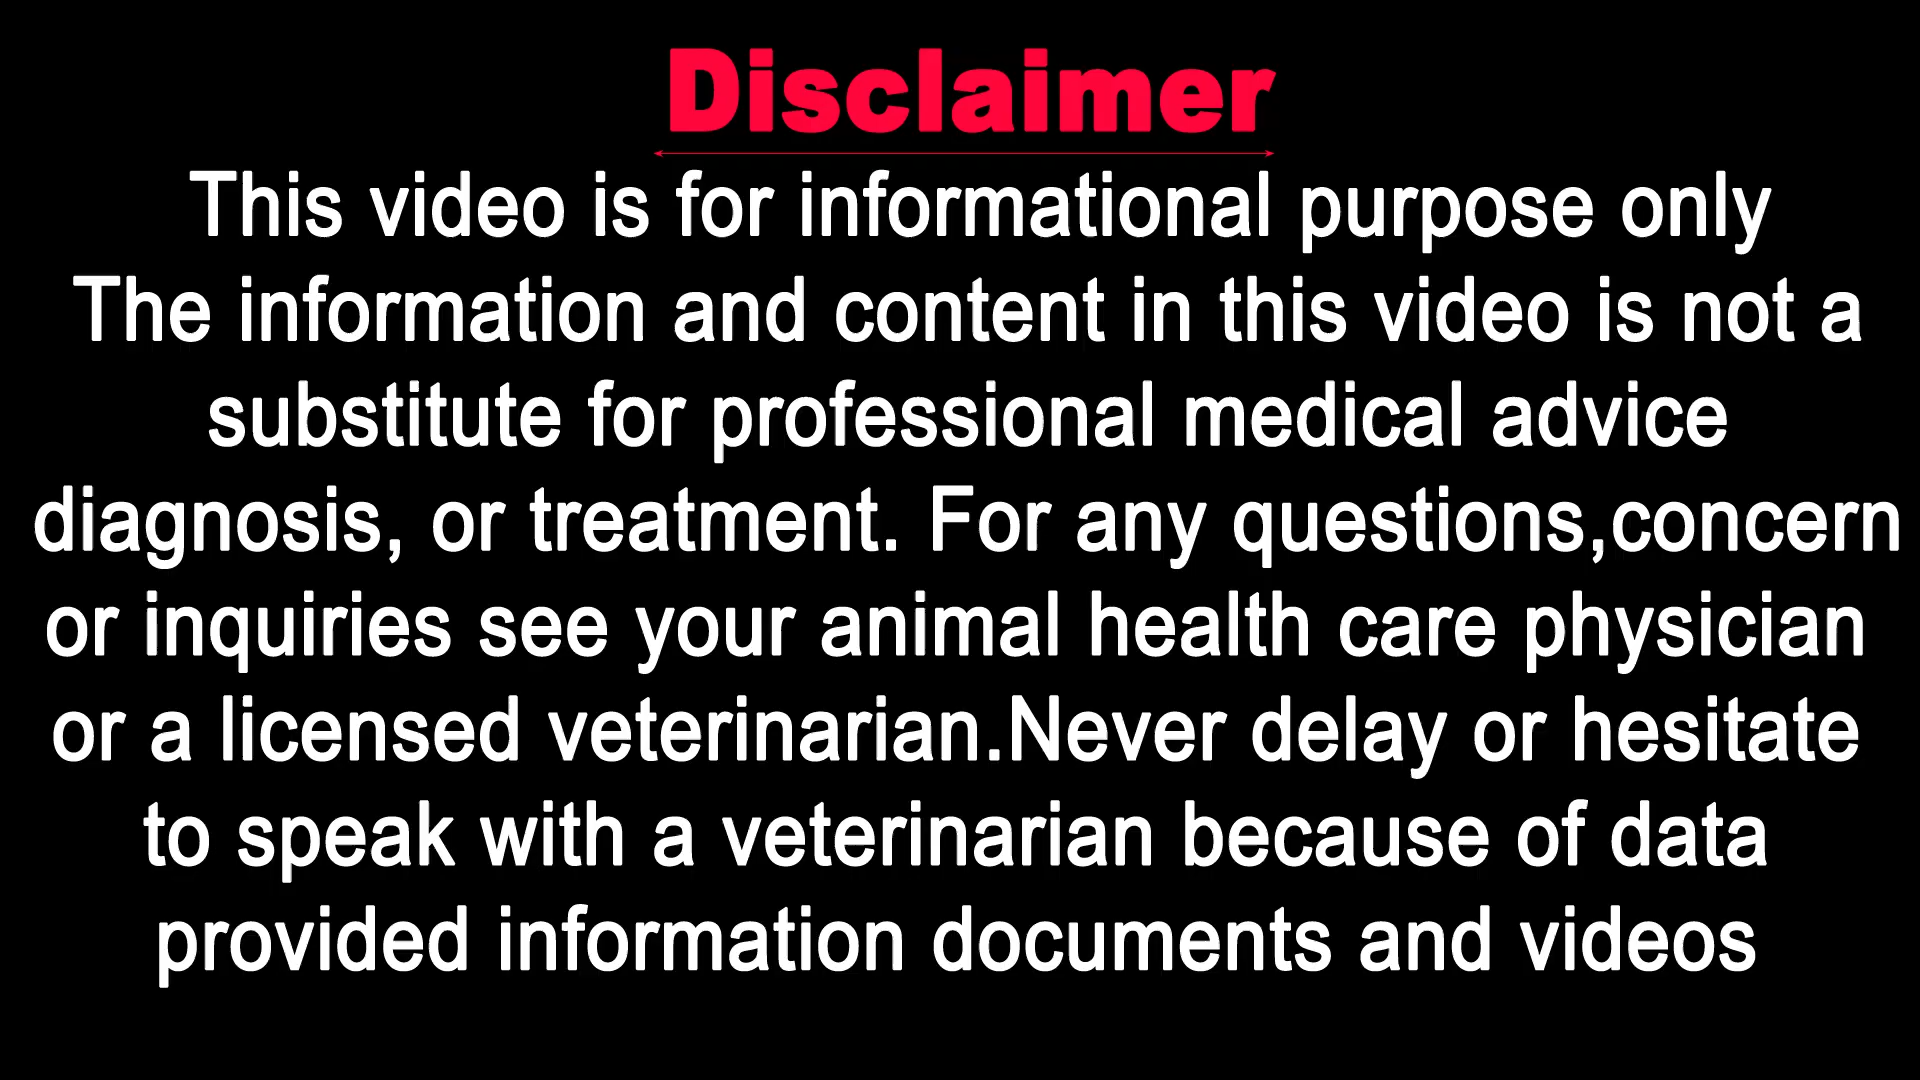 Disclaimer
This video is for informational purpose only
The information and content in this video is not a
substitute for professional medical advice
diagnosis, or treatment. For any questions,concern
or inquiries see your animal health care physician
or a licensed veterinarian.Never delay or hesitate
to speak with a veterinarian because of data
provided information documents and videos